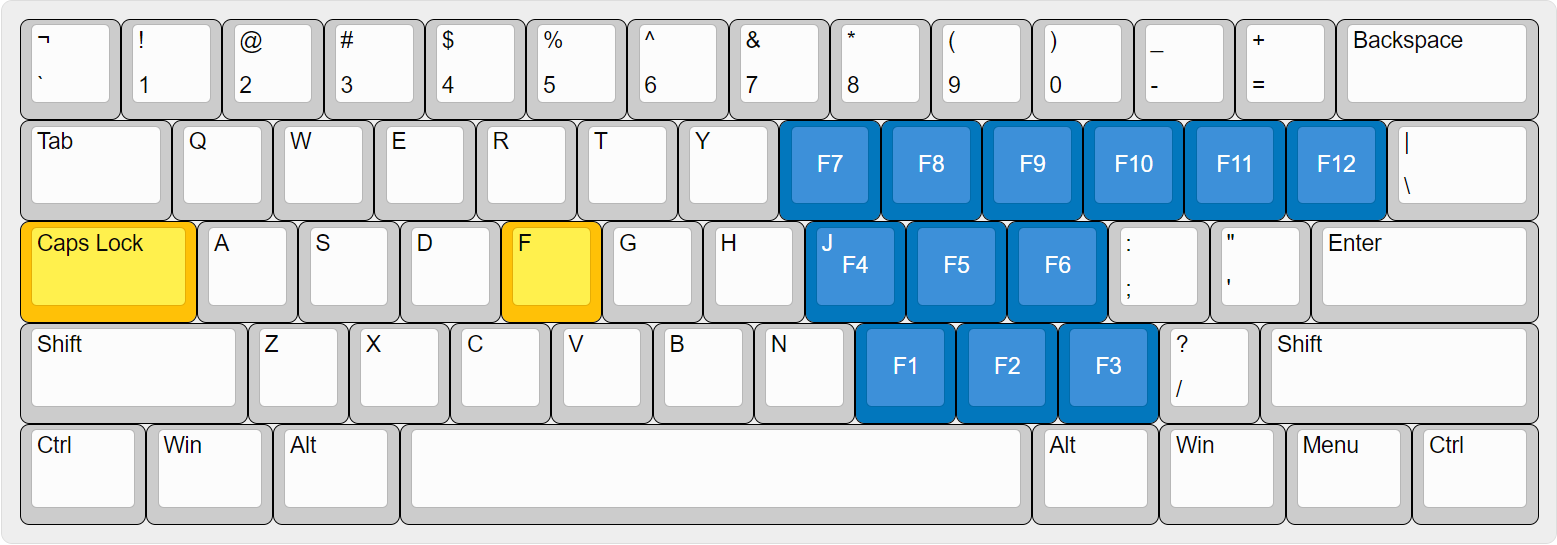 ¬ ! @ # $ % ^ & * ( ) _ + Backspace
` 1 2 3 4 5 6 7 8 9 0 - =
Tab Q W E R T Y F7 F8 F9 F10 F11 F12 |
\
Caps Lock A S D F G H J F4 F5 F6 : " Enter
; '
Shift Z X C V B N F1 F2 F3 ? Shift
/
Ctrl Win Alt Alt Win Menu Ctrl